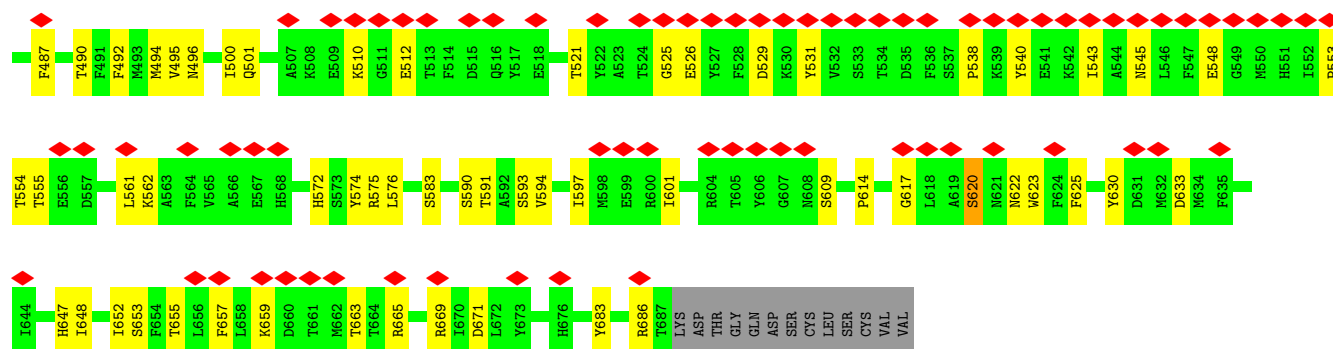 F487 T490 F491 F492 M493 M494 V495 N496 I500 Q501 A507 K508 E509 K510 G511 E512 T513 F514 D515 Q516 Y517 E518 T521 Y522 A523 T524 G525 E526 Y527 F528 D529 K530 Y531 V532 S533 T534 D535 F536 S537 P538 K539 Y540 E541 K542 I543 A544 N545 L546 F547 E548 G549 M550 H551 I552 P553
T554 T555 E556 D557 L561 K562 A563 F564 V565 A566 E567 H568 H572 S573 Y574 R575 L576 S583 S590 T591 A592 S593 V594 I597 M598 E599 R600 I601 R604 T605 Y606 G607 N608 S609 P614 G617 L618 A619 S620 N621 N622 W623 F624 F625 Y630 D631 M632 D633 M634 F635
I644 H647 I648 I652 S653 F654 T655 L656 F657 L658 K659 D660 T661 M662 T663 T664 R665 R669 I670 D671 L672 Y673 H676 Y683 R686 T687 LYS ASP THR GLY GLN ASP SER CYS LEU SER CYS VAL VAL